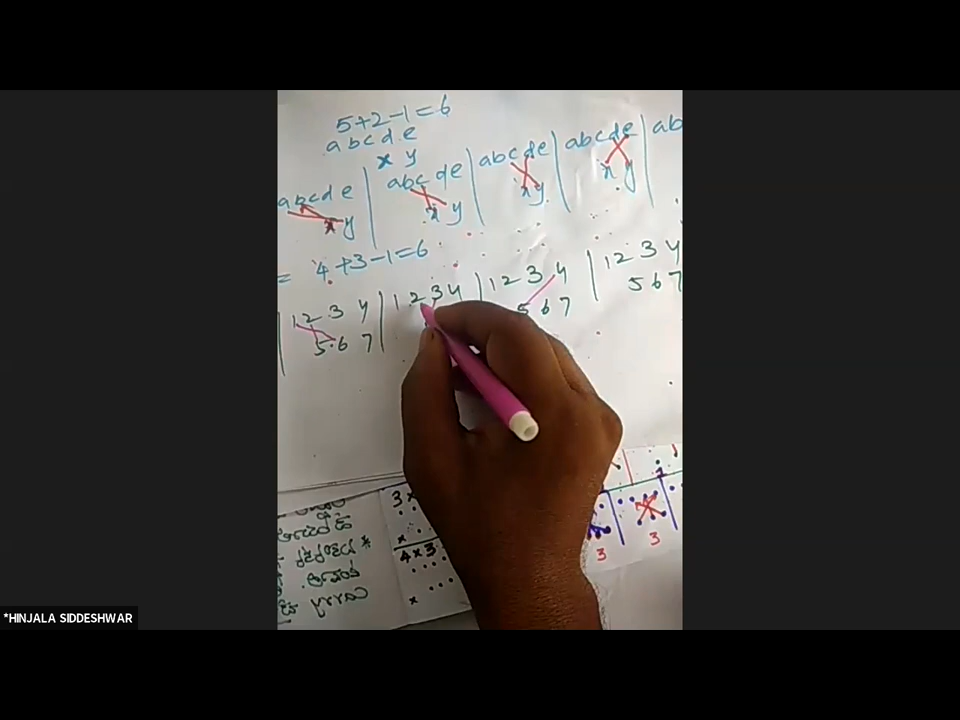 5+2-1=6
a b c d e
x y
abcde | abc de | abcde | abcde | ab
x y | x y | x y. | x y
= 4+3-1=6
1 2 3 4 | 1 2 3 4 | 1 2 3 4 | 1 2 3 4
5 6 7 | 5 6 7 | 5 6 7
3 ×
3 3
4 × 3
*HINJALA SIDDESHWAR